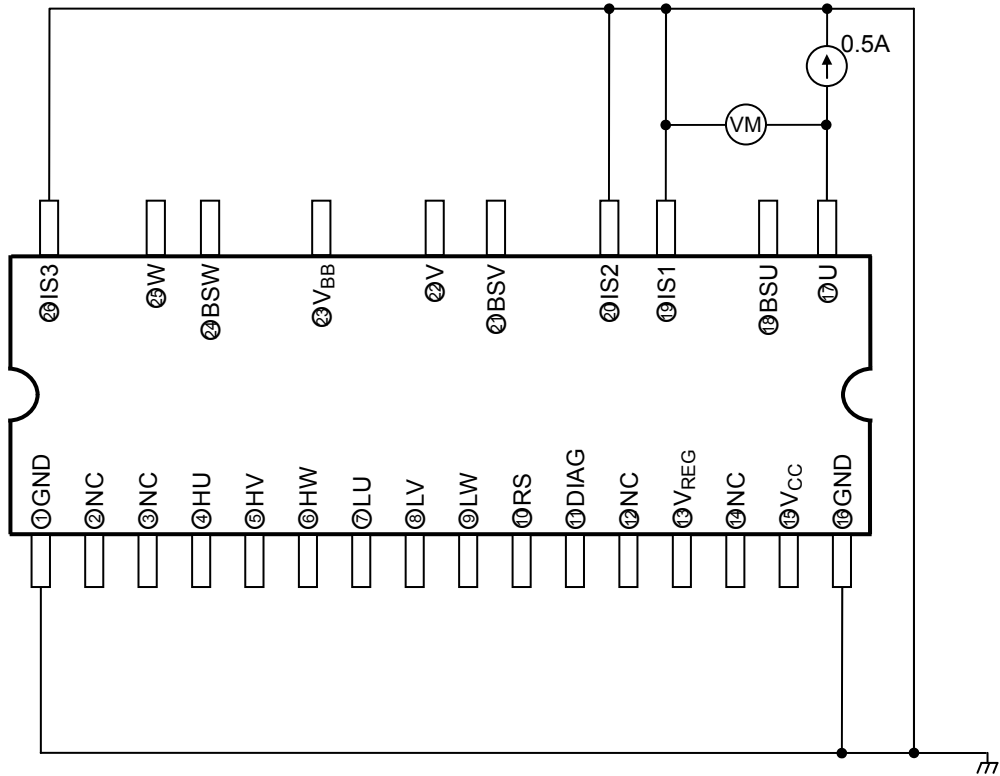 0.5A
VM
㉖IS3
㉕W
㉔BSW
㉓VBB
㉒V
㉑BSV
⑳IS2
⑲IS1
⑱BSU
⑰U
①GND
②NC
③NC
④HU
⑤HV
⑥HW
⑦LU
⑧LV
⑨LW
⑩RS
⑪DIAG
⑫NC
⑬VREG
⑭NC
⑮VCC
⑯GND